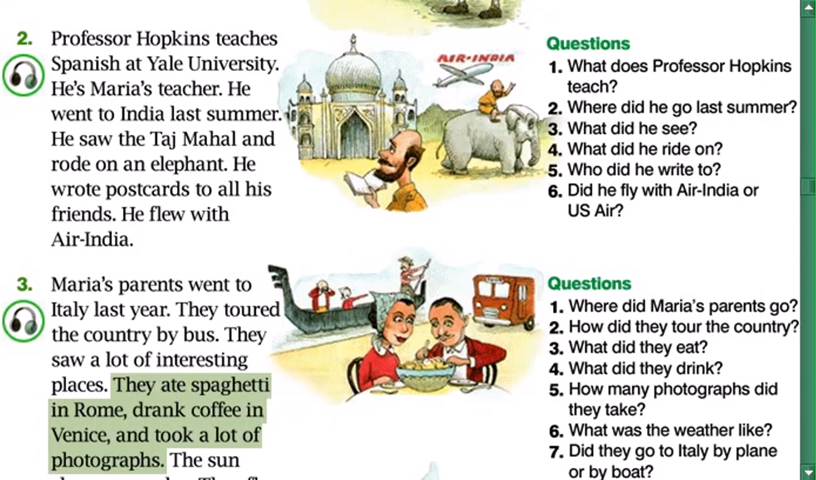 2. Professor Hopkins teaches
Spanish at Yale University.
He's Maria's teacher. He
went to India last summer.
He saw the Taj Mahal and
rode on an elephant. He
wrote postcards to all his
friends. He flew with
Air-India.
AIR-INDIA
Questions
1. What does Professor Hopkins
teach?
2. Where did he go last summer?
3. What did he see?
4. What did he ride on?
5. Who did he write to?
6. Did he fly with Air-India or
US Air?
3. Maria's parents went to
Italy last year. They toured
the country by bus. They
saw a lot of interesting
places. They ate spaghetti
in Rome, drank coffee in
Venice, and took a lot of
photographs. The sun
Questions
1. Where did Maria's parents go?
2. How did they tour the country?
3. What did they eat?
4. What did they drink?
5. How many photographs did
they take?
6. What was the weather like?
7. Did they go to Italy by plane
or by boat?